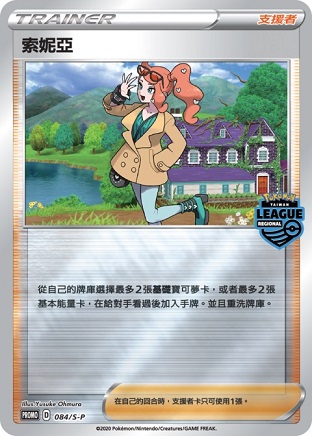 TRAINER 支援者
索妮亞
Pokémon
TAIWAN
LEAGUE
REGIONAL
從自己的牌庫選擇最多2張基礎寶可夢卡、或者最多2張
基本能量卡，在給對手看過後加入手牌。並且重洗牌庫。
Illus.Yusuke Ohmura
PROMO D 084/S-P
在自己的回合時，支援者卡只可使用1張。
©2020 Pokémon/Nintendo/Creatures/GAME FREAK.